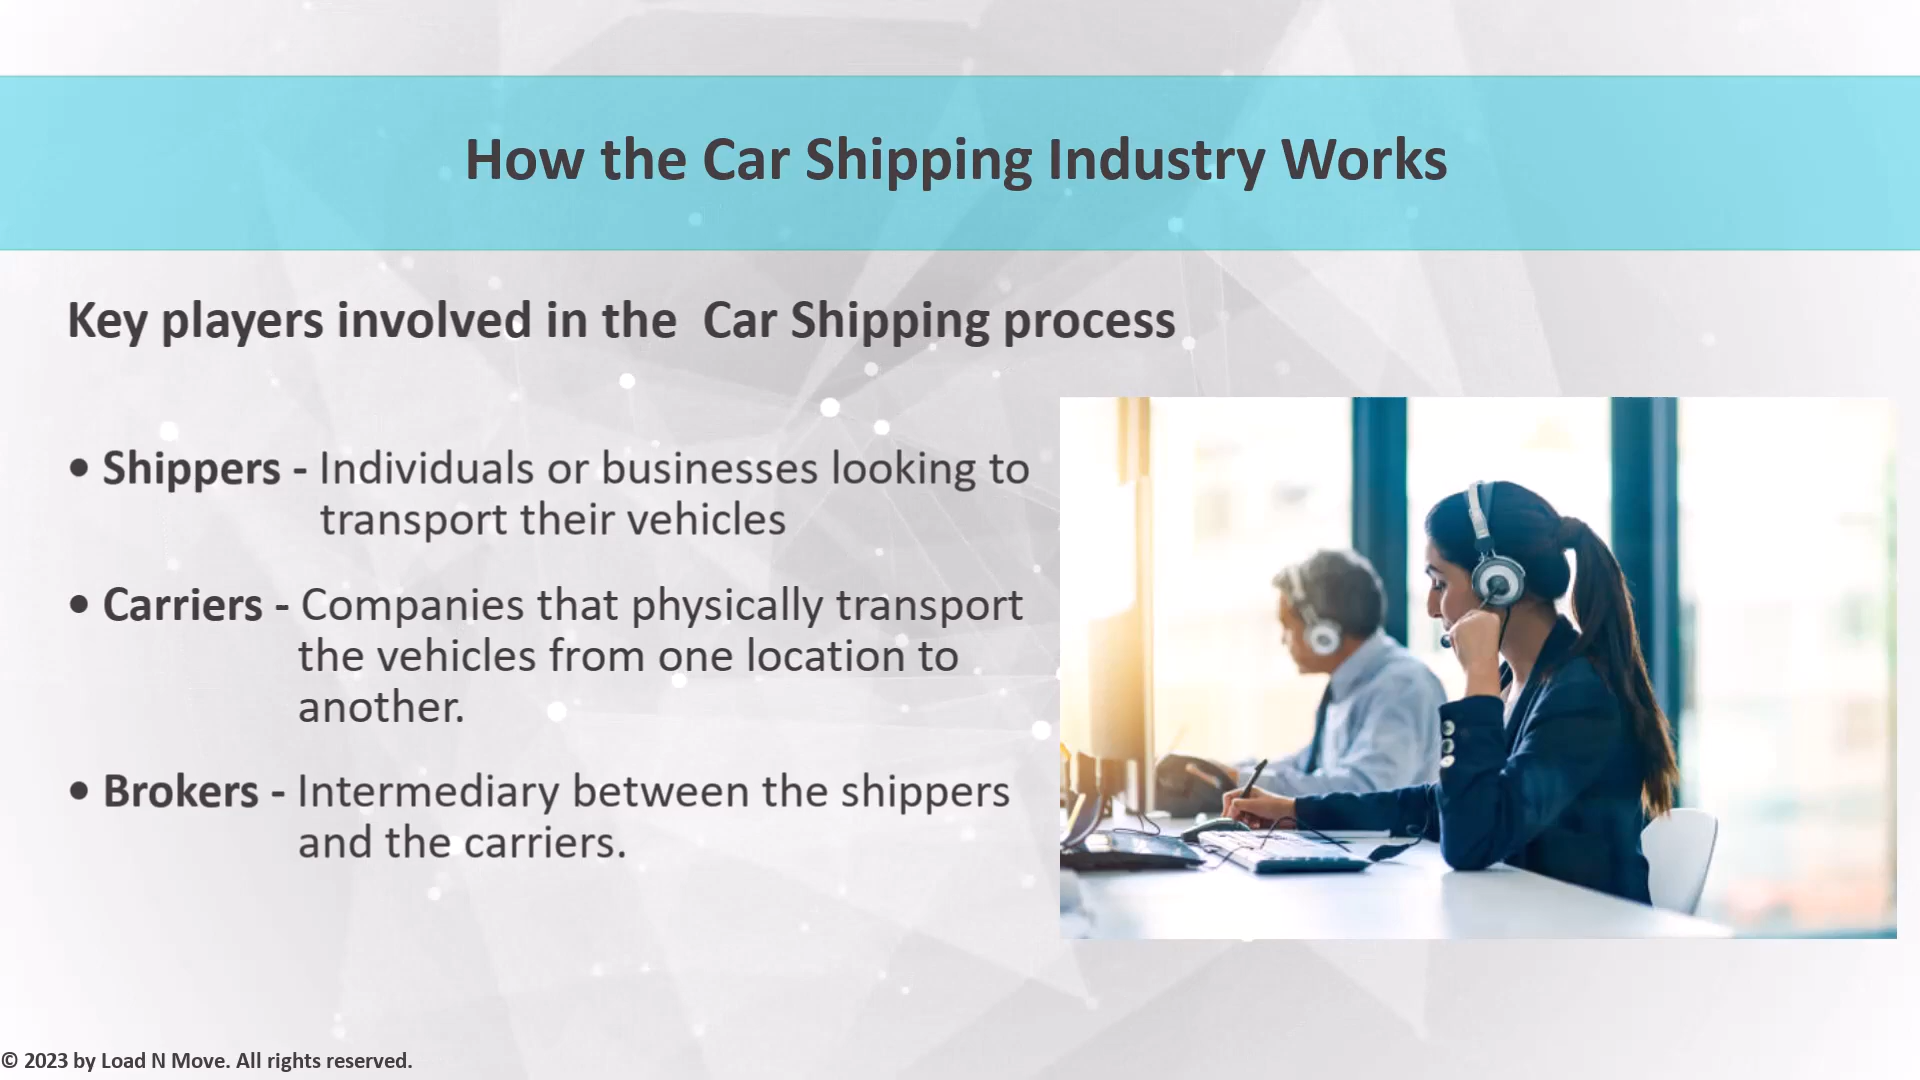 How the Car Shipping Industry Works
Key players involved in the  Car Shipping process
• Shippers - Individuals or businesses looking to
transport their vehicles
• Carriers - Companies that physically transport
the vehicles from one location to
another.
• Brokers - Intermediary between the shippers
and the carriers.
© 2023 by Load N Move. All rights reserved.